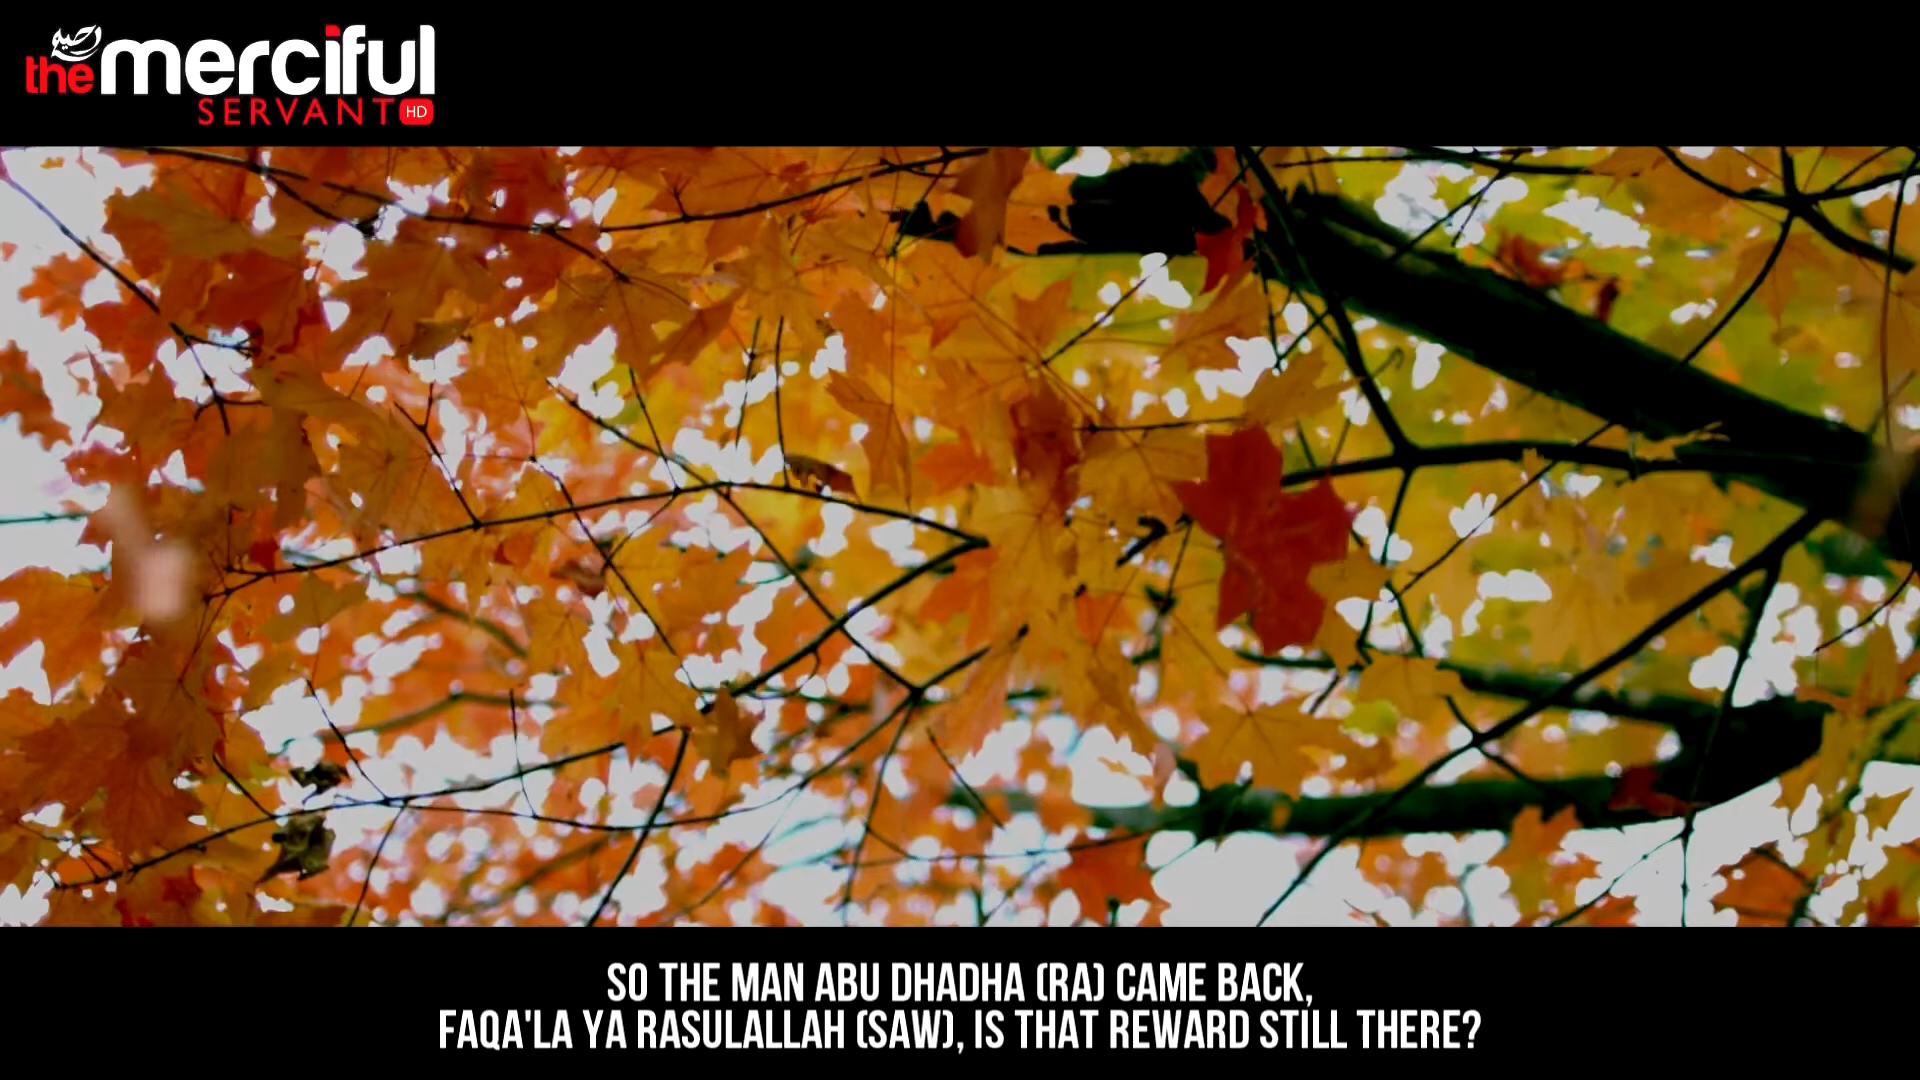 the merciful
SERVANT HD
SO THE MAN ABU DHADHA (RA) CAME BACK,
FAQA'LA YA RASULALLAH (SAW), IS THAT REWARD STILL THERE?